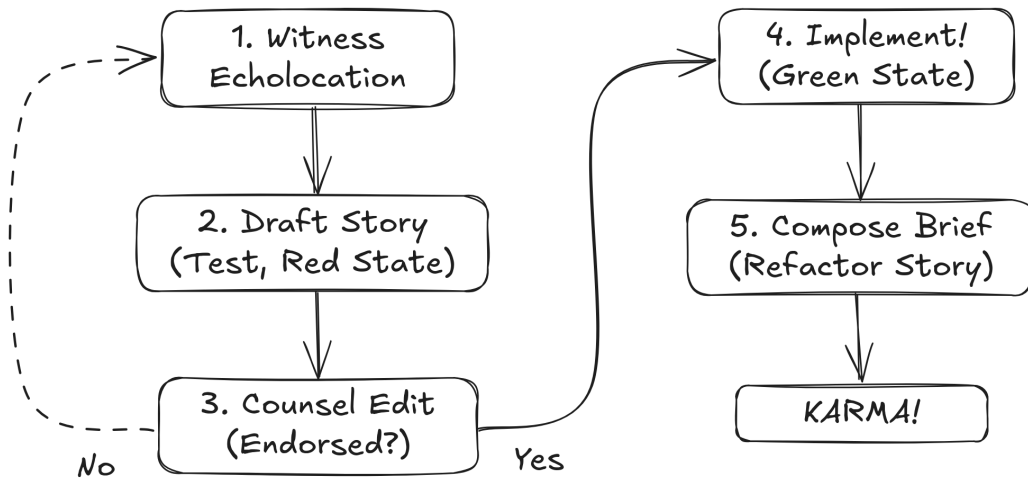 1. Witness
Echolocation
2. Draft Story
(Test, Red State)
3. Counsel Edit
(Endorsed?)
No
Yes
4. Implement!
(Green State)
5. Compose Brief
(Refactor Story)
KARMA!